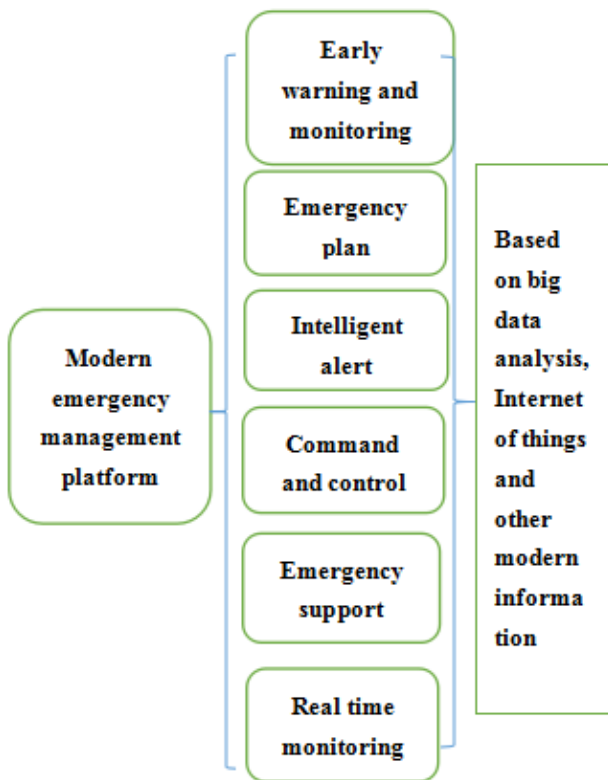 Modern
emergency
management
platform
Early
warning and
monitoring
Emergency
plan
Intelligent
alert
Command
and control
Emergency
support
Real time
monitoring
Based
on big
data
analysis,
Internet
of things
and
other
modern
informa
tion